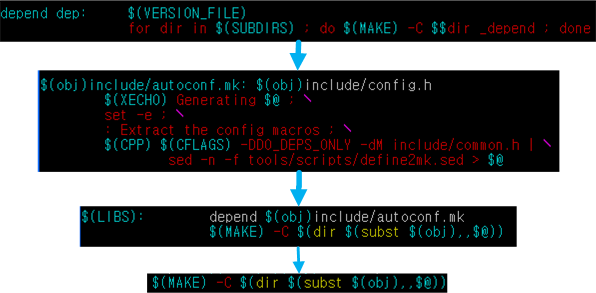 depend dep:	$(VERSION_FILE)
for dir in $(SUBDIRS) ; do $(MAKE) -C $$dir _depend ; done
$(obj)include/autoconf.mk: $(obj)include/config.h
$(XECHO) Generating $@ ; \
set -e ; \
: Extract the config macros ; \
$(CPP) $(CFLAGS) -DDO_DEPS_ONLY -dM include/common.h | \
sed -n -f tools/scripts/define2mk.sed > $@
$(LIBS):	depend $(obj)include/autoconf.mk
$(MAKE) -C $(dir $(subst $(obj),,$@))
$(MAKE) -C $(dir $(subst $(obj),,$@))